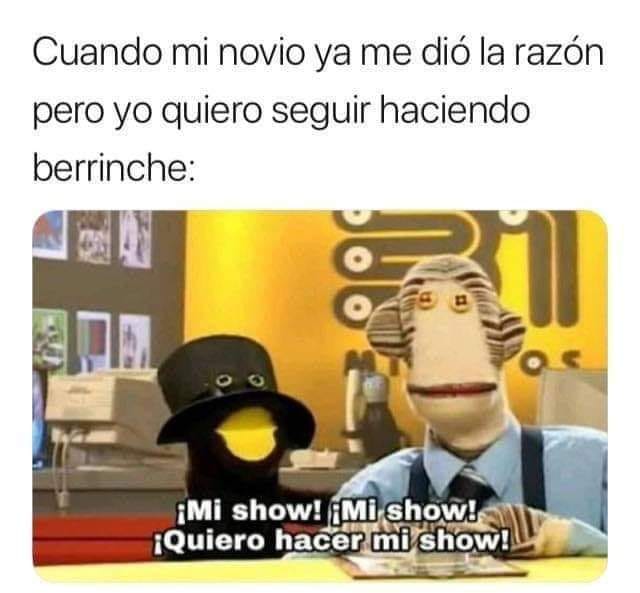 Cuando mi novio ya me dió la razón
pero yo quiero seguir haciendo
berrinche:
31
¡Mi show! ¡Mi show!
¡Quiero hacer mi show!